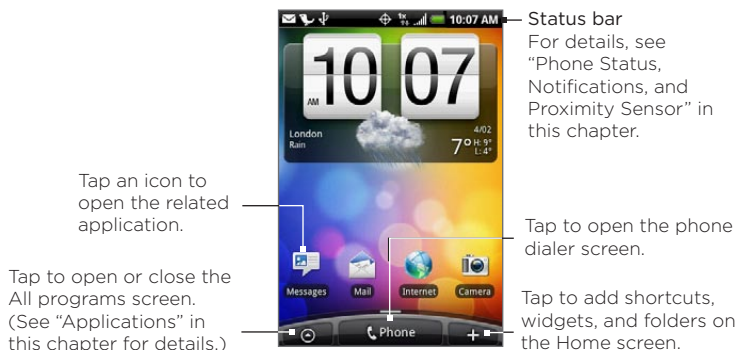 1x
10:07 AM
10 07
AM
London
Rain
4/02
7° H: 9°
L: 4°
Messages Mail Internet Camera
Phone
Status bar
For details, see
“Phone Status,
Notifications, and
Proximity Sensor” in
this chapter.
Tap an icon to
open the related
application.
Tap to open the phone
dialer screen.
Tap to open or close the
All programs screen.
(See “Applications” in
this chapter for details.)
Tap to add shortcuts,
widgets, and folders on
the Home screen.